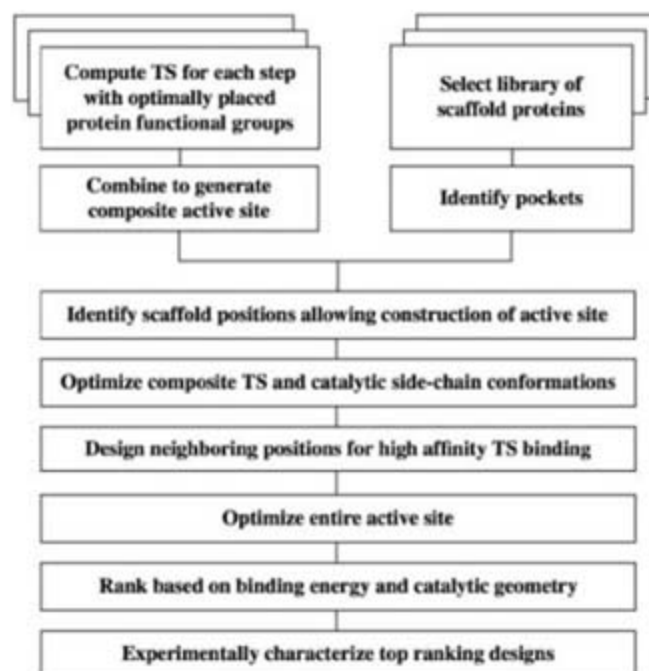 Compute TS for each step
with optimally placed
protein functional groups
Select library of
scaffold proteins
Combine to generate
composite active site
Identify pockets
Identify scaffold positions allowing construction of active site
Optimize composite TS and catalytic side-chain conformations
Design neighboring positions for high affinity TS binding
Optimize entire active site
Rank based on binding energy and catalytic geometry
Experimentally characterize top ranking designs